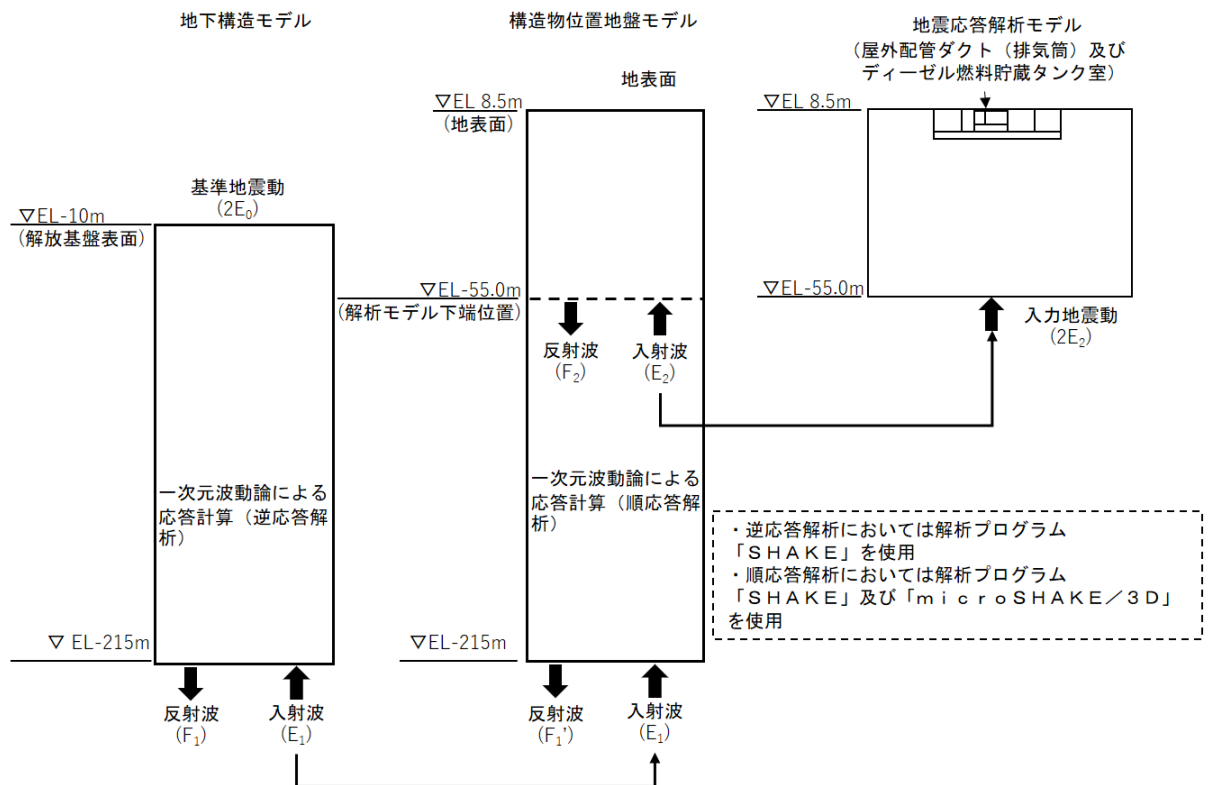 地下構造モデル
基準地震動
(2E₀)
▽EL-10m
(解放基盤表面)
一次元波動論による
応答計算（逆応答解
析）
▽ EL-215m
反射波
(F₁)
入射波
(E₁)
構造物位置地盤モデル
地表面
▽EL 8.5m
(地表面)
▽EL-55.0m
(解析モデル下端位置)
反射波
(F₂)
入射波
(E₂)
一次元波動論による
応答計算（順応答解
析）
▽EL-215m
反射波
(F₁')
入射波
(E₁)
地震応答解析モデル
（屋外配管ダクト（排気筒）及び
ディーゼル燃料貯蔵タンク室）
▽EL 8.5m
▽EL-55.0m
入力地震動
(2E₂)
・逆応答解析においては解析プログラム
「ＳＨＡＫＥ」を使用
・順応答解析においては解析プログラム
「ＳＨＡＫＥ」及び「ｍｉｃｒｏＳＨＡＫＥ／３Ｄ」
を使用